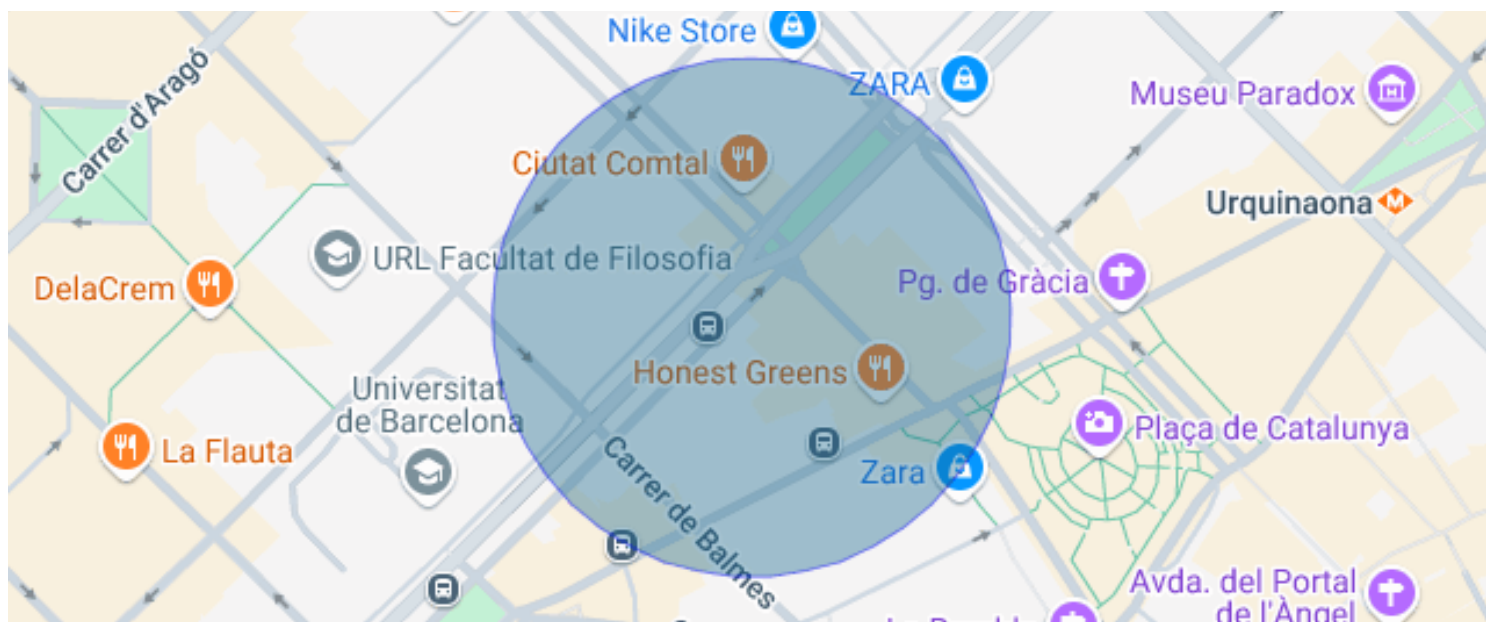 Nike Store
ZARA
Museu Paradox
Carrer d'Aragó
Ciutat Comtal
Urquinaona
M
URL Facultat de Filosofia
DelaCrem
Pg. de Gràcia
Honest Greens
Universitat
de Barcelona
Plaça de Catalunya
La Flauta
Zara
Carrer de Balmes
Avda. del Portal
de l'Àngel